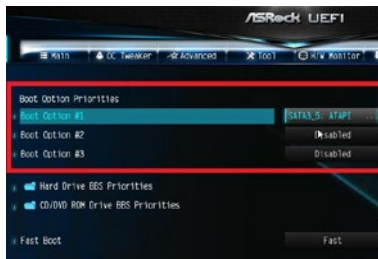 ASRock UEFI
Main OC Tweaker Advanced Tool H/W Monitor
Boot Option Priorities
Boot Option #1 SATA3_5: ATAPI ...
Boot Option #2 Disabled
Boot Option #3 Disabled
Hard Drive BBS Priorities
CD/DVD ROM Drive BBS Priorities
Fast Boot Fast